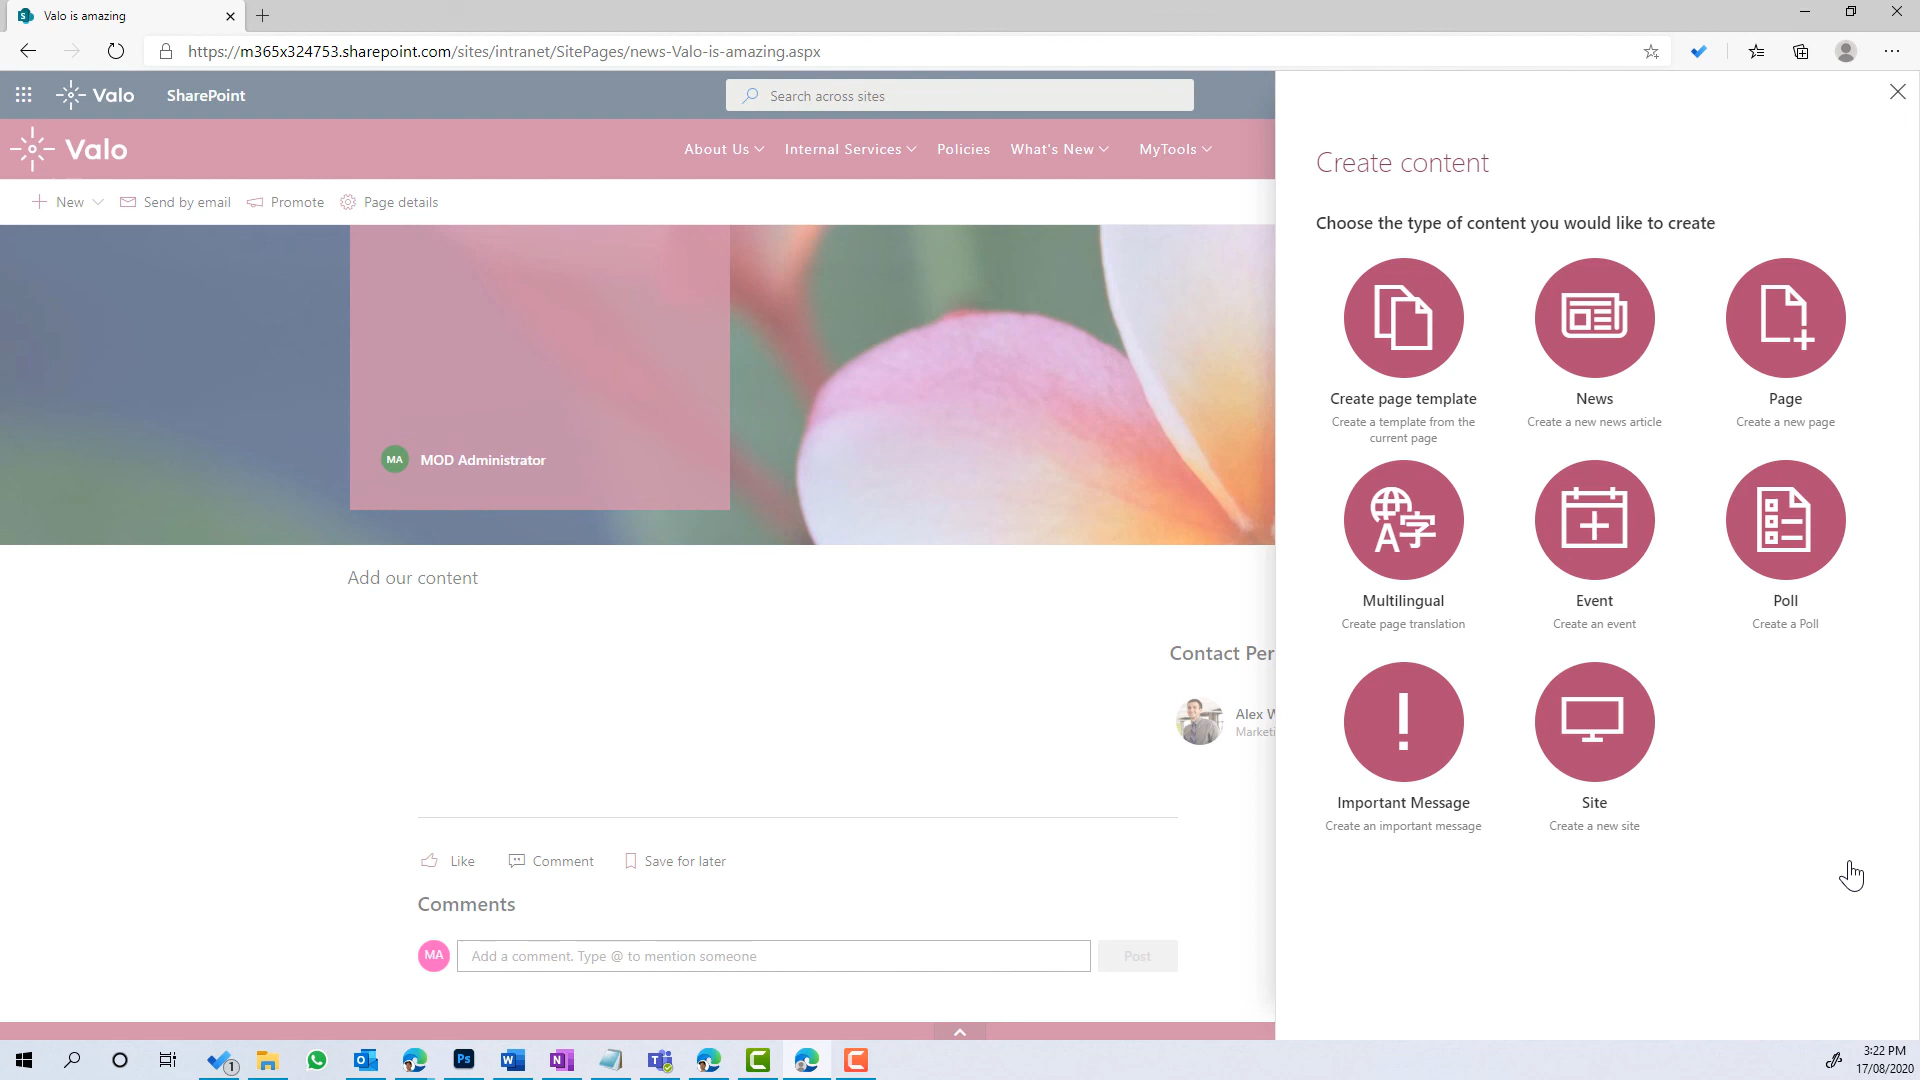 Valo is amazing
https://m365x324753.sharepoint.com/sites/intranet/SitePages/news-Valo-is-amazing.aspx
Valo SharePoint Search across sites
Valo About Us Internal Services Policies What's New MyTools
New Send by email Promote Page details
MA MOD Administrator
Add our content
Contact Per
Alex W
Marketi
Like Comment Save for later
Comments
MA Add a comment. Type @ to mention someone Post
Create content
Choose the type of content you would like to create
Create page template
Create a template from the
current page
News
Create a new news article
Page
Create a new page
A字
Multilingual
Create page translation
Event
Create an event
Poll
Create a Poll
!
Important Message
Create an important message
Site
Create a new site
1
Ps
3:22 PM
17/08/2020